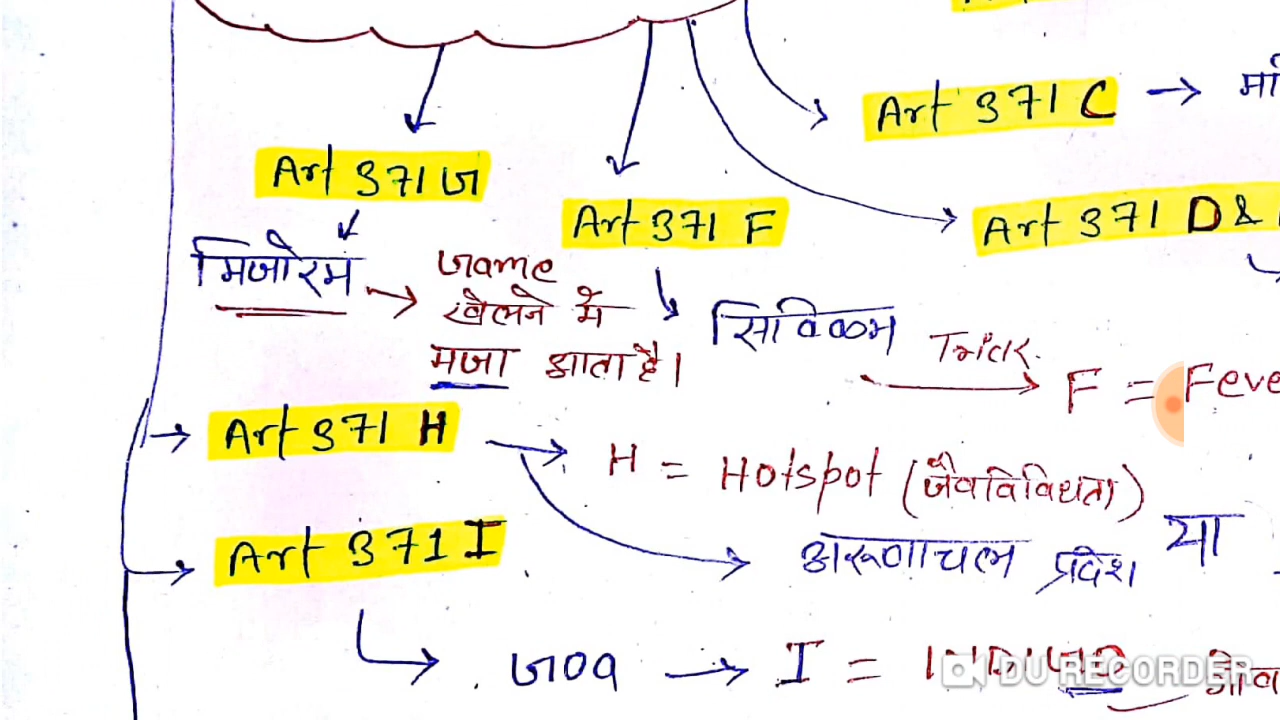 Art 371 C → मणि
Art 371 G
Art 371 F
Art 371 D &
मिजोरम → Game
खेलने में
मजा आता है।
सिक्किम
Trick
F = Feve
Art 371 H
H = Hotspot (जैवविविधता)
या
अरूणाचल प्रदेश
Art 371 I
गोवा → I =
DU RECORDER